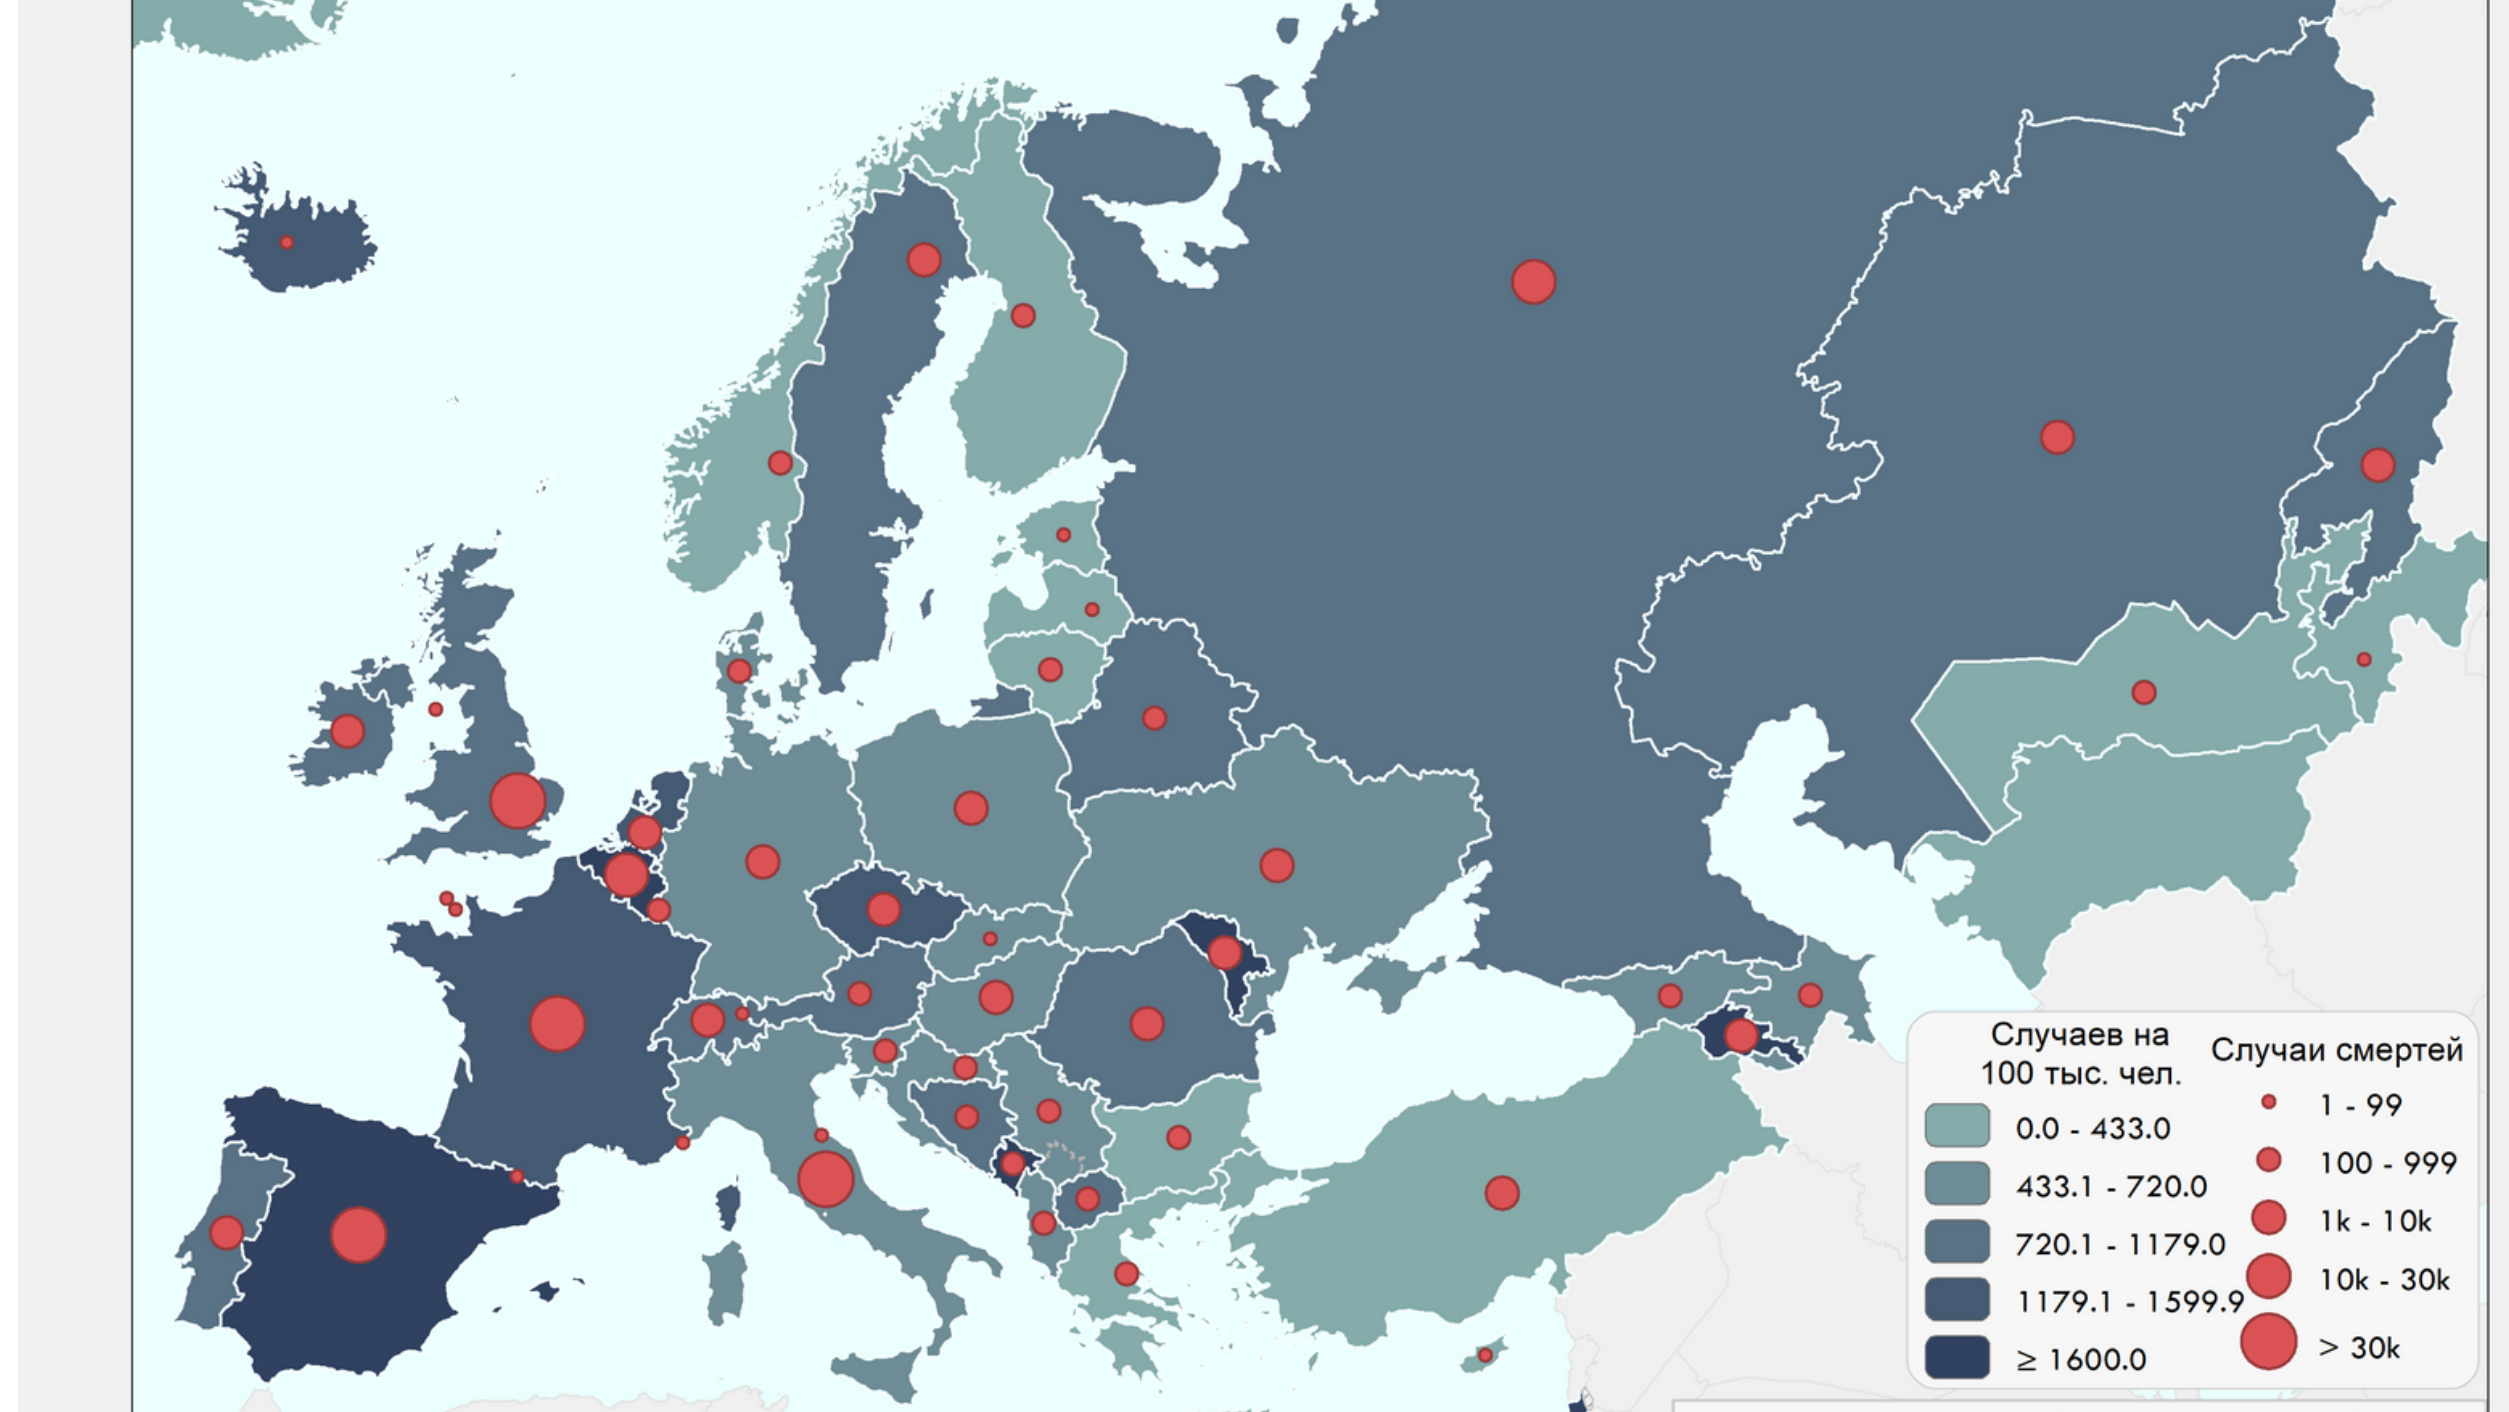 Случаев на
100 тыс. чел.
0.0 - 433.0
433.1 - 720.0
720.1 - 1179.0
1179.1 - 1599.9
≥ 1600.0
Случаи смертей
1 - 99
100 - 999
1k - 10k
10k - 30k
> 30k